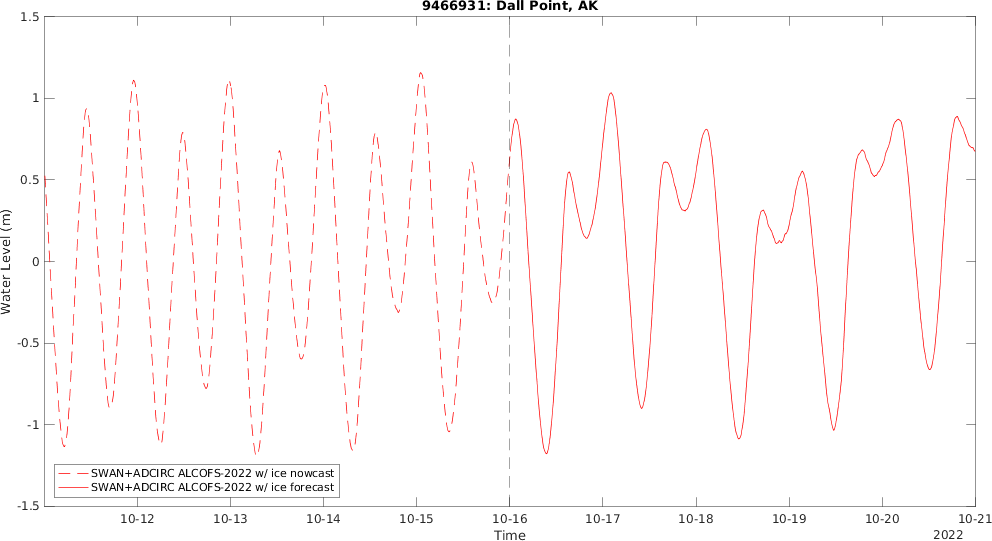 9466931: Dall Point, AK
1.5
1
0.5
0
-0.5
-1
-1.5
Water Level (m)
SWAN+ADCIRC ALCOFS-2022 w/ ice nowcast
SWAN+ADCIRC ALCOFS-2022 w/ ice forecast
10-12 10-13 10-14 10-15 10-16 10-17 10-18 10-19 10-20 10-21
Time
2022